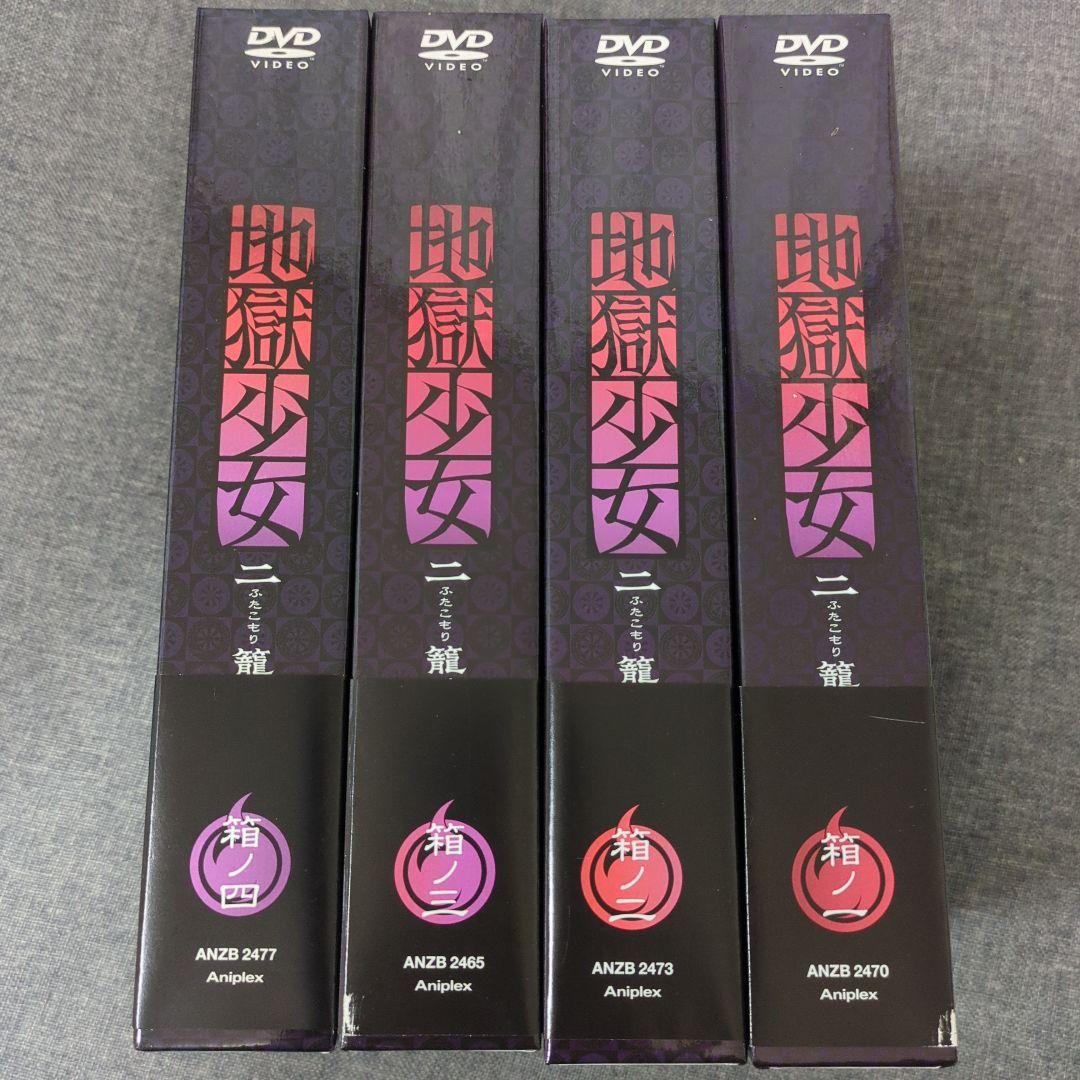 DVD
VIDEO
地獄少女
二籠
ふたこもり
箱ノ四
ANZB 2477
Aniplex
DVD
VIDEO
地獄少女
二籠
ふたこもり
箱ノ三
ANZB 2465
Aniplex
DVD
VIDEO
地獄少女
二籠
ふたこもり
箱ノ二
ANZB 2473
Aniplex
DVD
VIDEO
地獄少女
二籠
ふたこもり
箱ノ一
ANZB 2470
Aniplex